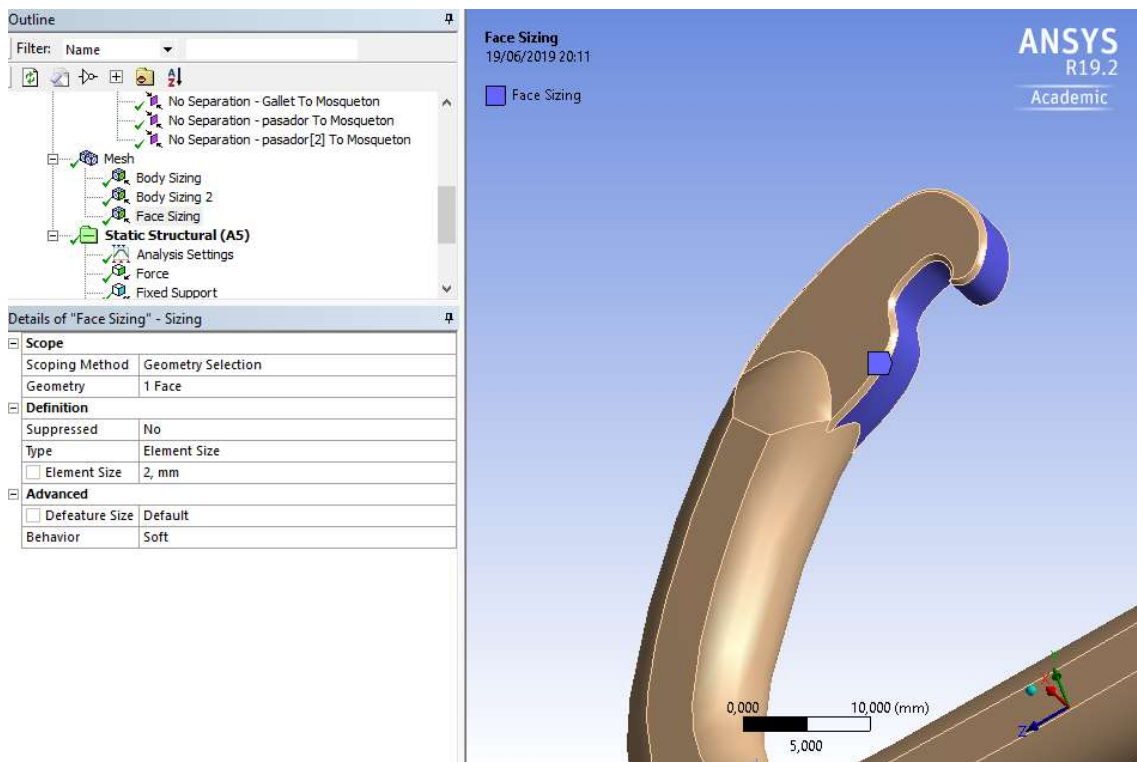 Outline
Filter: Name
No Separation - Gallet To Mosqueton
No Separation - pasador To Mosqueton
No Separation - pasador[2] To Mosqueton
Mesh
Body Sizing
Body Sizing 2
Face Sizing
Static Structural (A5)
Analysis Settings
Force
Fixed Support
Details of "Face Sizing" - Sizing
Scope
Scoping Method Geometry Selection
Geometry 1 Face
Definition
Suppressed No
Type Element Size
Element Size 2, mm
Advanced
Defeature Size Default
Behavior Soft
Face Sizing
19/06/2019 20:11
Face Sizing
ANSYS
R19.2
Academic
0,000 10,000 (mm)
5,000
Y
X
Z